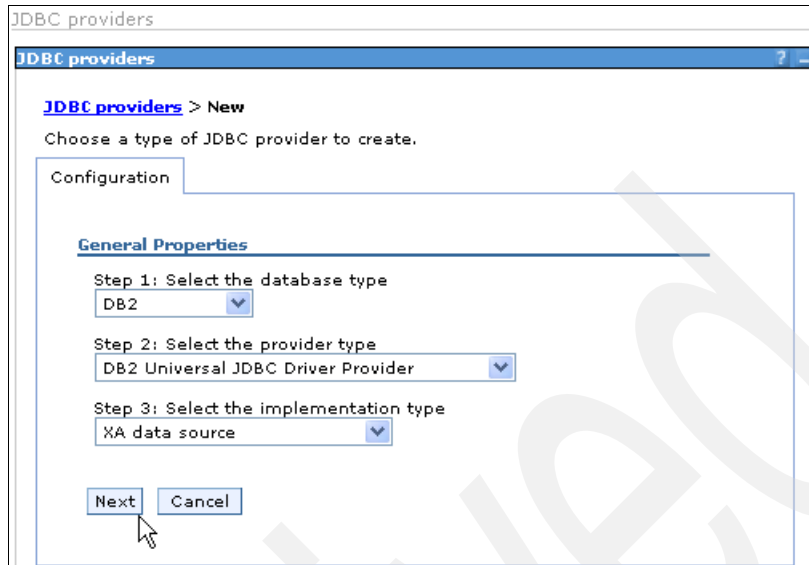 JDBC providers
JDBC providers ? –
JDBC providers > New
Choose a type of JDBC provider to create.
Configuration
General Properties
Step 1: Select the database type
DB2
Step 2: Select the provider type
DB2 Universal JDBC Driver Provider
Step 3: Select the implementation type
XA data source
Next Cancel